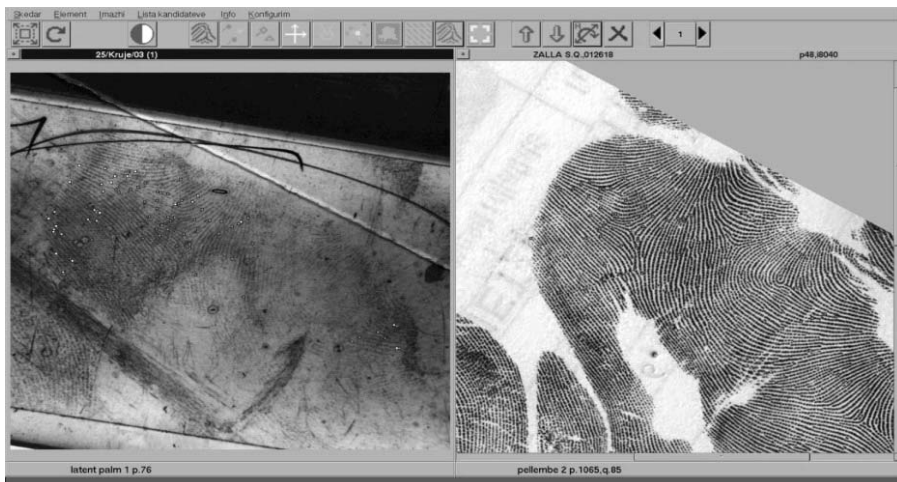 Skedar Element Imazhi Lista kandidateve Info Konfigurim
1
25/Kruje/03 (1)
ZALLA S.Q.,012618 p48,i8040
latent palm 1 p.76
pellembe 2 p.1065,q.85